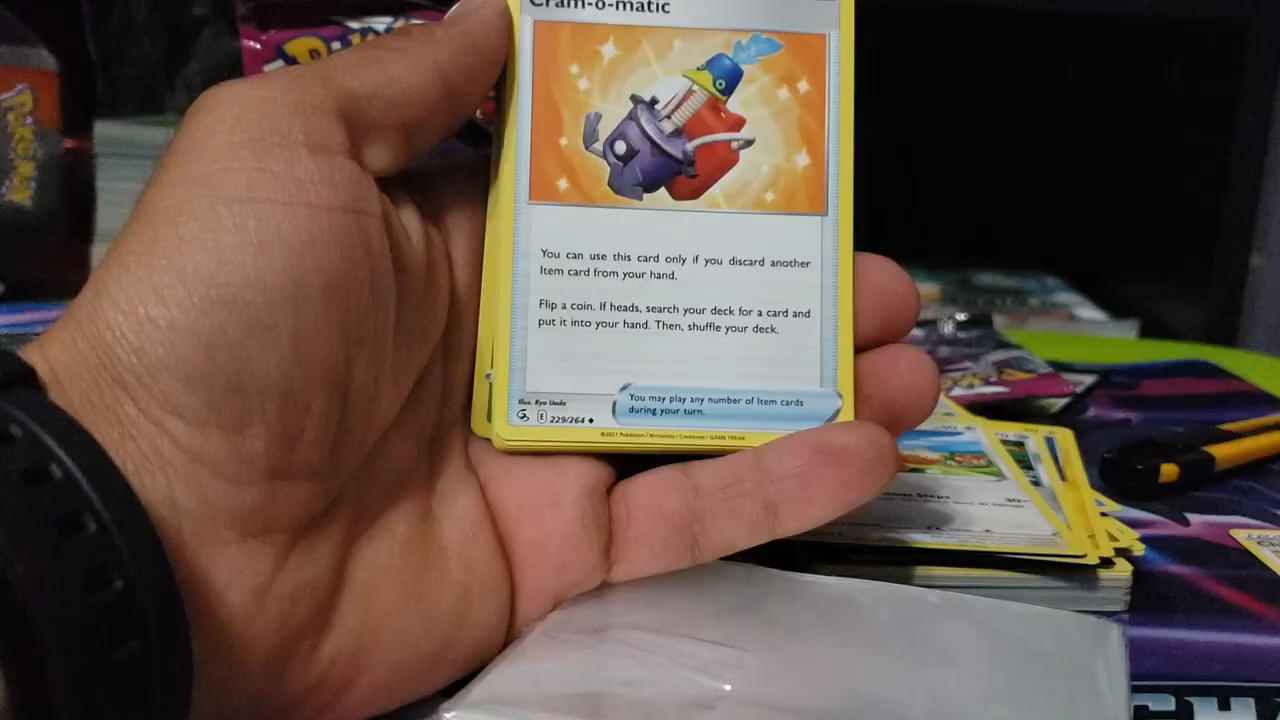 Cram-o-matic
You can use this card only if you discard another
Item card from your hand.
Flip a coin. If heads, search your deck for a card and
put it into your hand. Then, shuffle your deck.
You may play any number of Item cards
during your turn.
Illus. Ryo Ueda
E 229/264
©2021 Pokémon / Nintendo / Creatures / GAME FREAK
Steps 30-